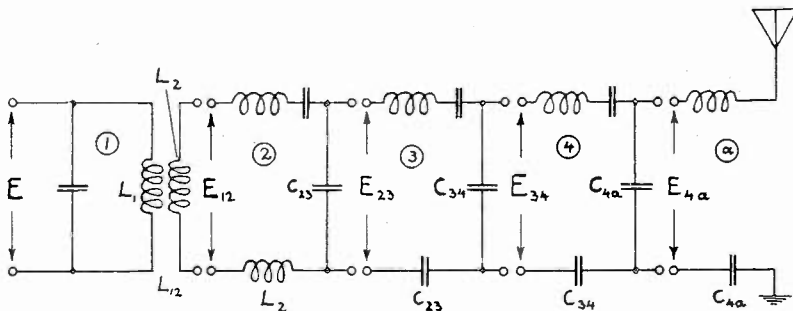 L₂
① ② ③ ④ ⓐ
E L₁ E₁₂ C₂₃ E₂₃ C₃₄ E₃₄ C₄ₐ E₄ₐ
L₁₂ L₂ C₂₃ C₃₄ C₄ₐ